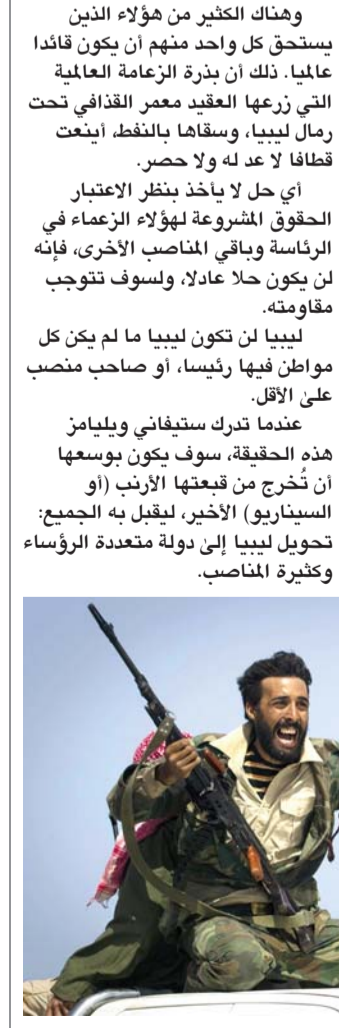 وهناك الكثير من هؤلاء الذين
يستحق كل واحد منهم أن يكون قائدا
عالميا. ذلك أن بذرة الزعامة العالمية
التي زرعها العقيد معمر القذافي تحت
رمال ليبيا، وسقاها بالنفط، أينعت
قطافا لا عد له ولا حصر.
أي حل لا يأخذ بنظر الاعتبار
الحقوق المشروعة لهؤلاء الزعماء في
الرئاسة وباقي المناصب الأخرى، فإنه
لن يكون حلا عادلا، ولسوف تتوجب
مقاومته.
ليبيا لن تكون ليبيا ما لم يكن كل
مواطن فيها رئيسا، أو صاحب منصب
على الأقل.
عندما تدرك ستيفاني ويليامز
هذه الحقيقة، سوف يكون بوسعها
أن تُخرج من قبعتها الأرنب (أو
السيناريو) الأخير، ليقبل به الجميع:
تحويل ليبيا إلى دولة متعددة الرؤساء
وكثيرة المناصب.